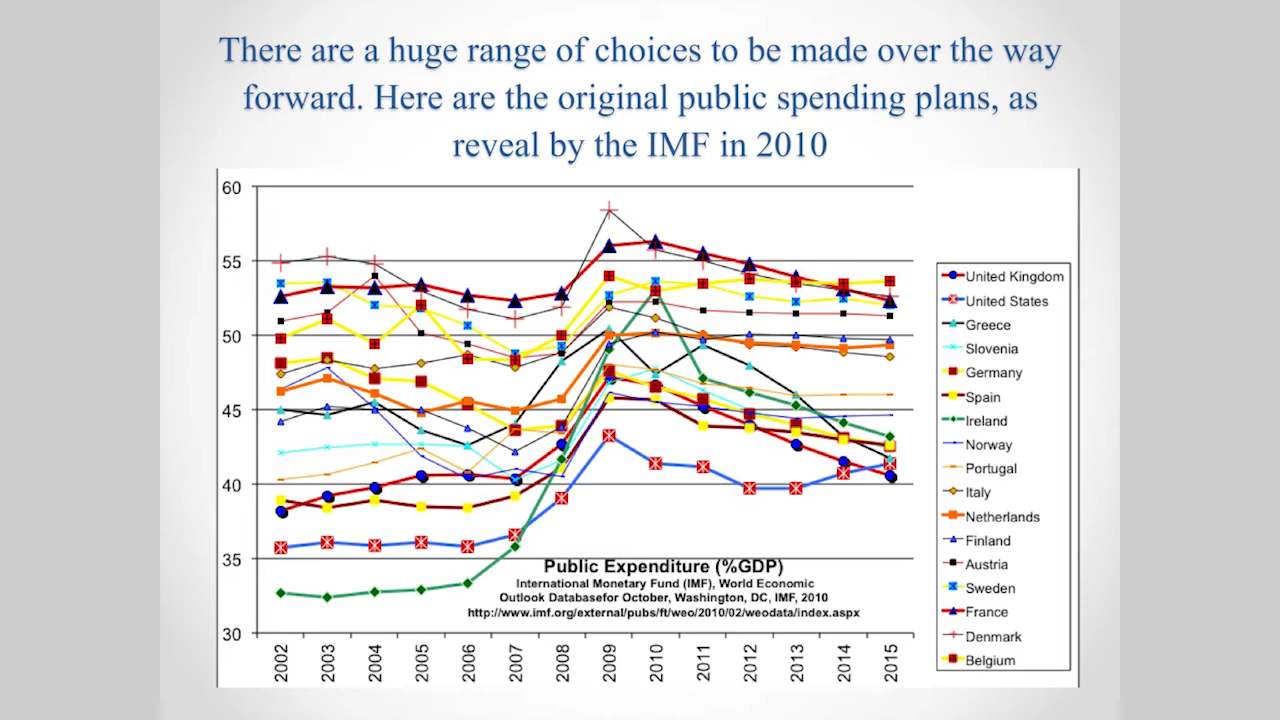 There are a huge range of choices to be made over the way
forward. Here are the original public spending plans, as
reveal by the IMF in 2010
60
55
50
45
40
35
30
Public Expenditure (%GDP)
International Monetary Fund (IMF), World Economic
Outlook Databasefor October, Washington, DC, IMF, 2010
http://www.imf.org/external/pubs/ft/weo/2010/02/weodata/index.aspx
2002
2003
2004
2005
2006
2007
2008
2009
2010
2011
2012
2013
2014
2015
United Kingdom
United States
Greece
Slovenia
Germany
Spain
Ireland
Norway
Portugal
Italy
Netherlands
Finland
Austria
Sweden
France
Denmark
Belgium